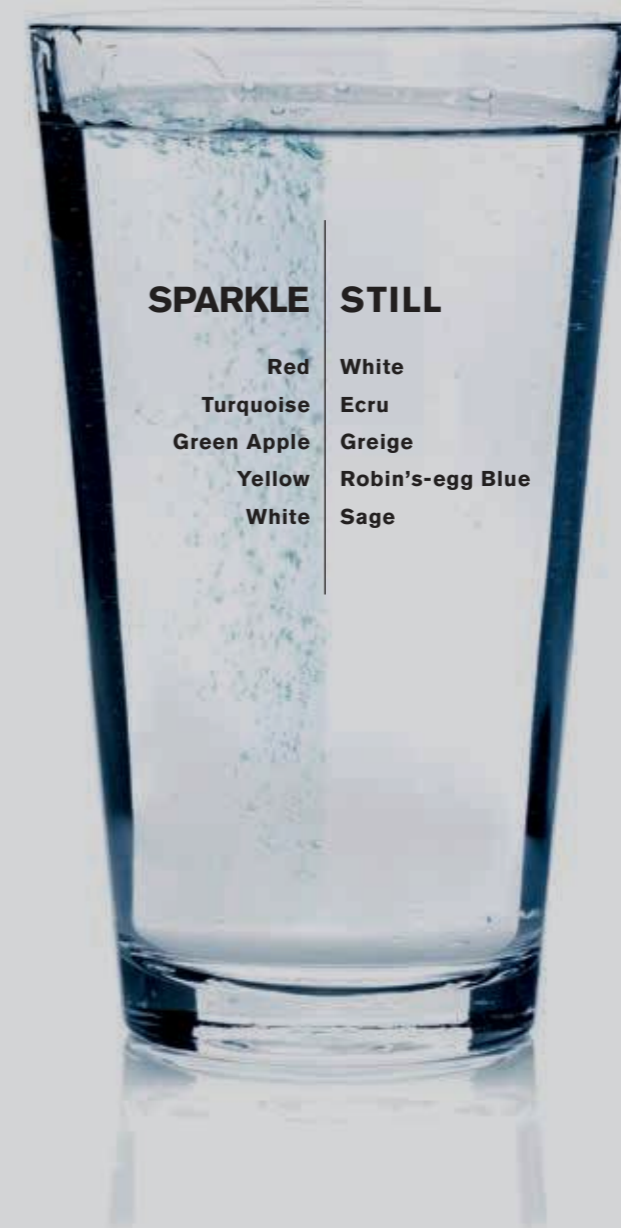 SPARKLE
Red
Turquoise
Green Apple
Yellow
White
STILL
White
Ecru
Greige
Robin’s-egg Blue
Sage